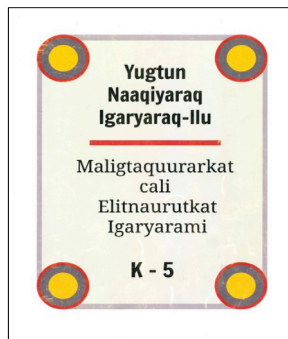 Yugtun
Naaqiyaraq
Igaryaraq-llu
Maligtaquurarkat
cali
Elitnaurutkat
Igaryarami
K - 5